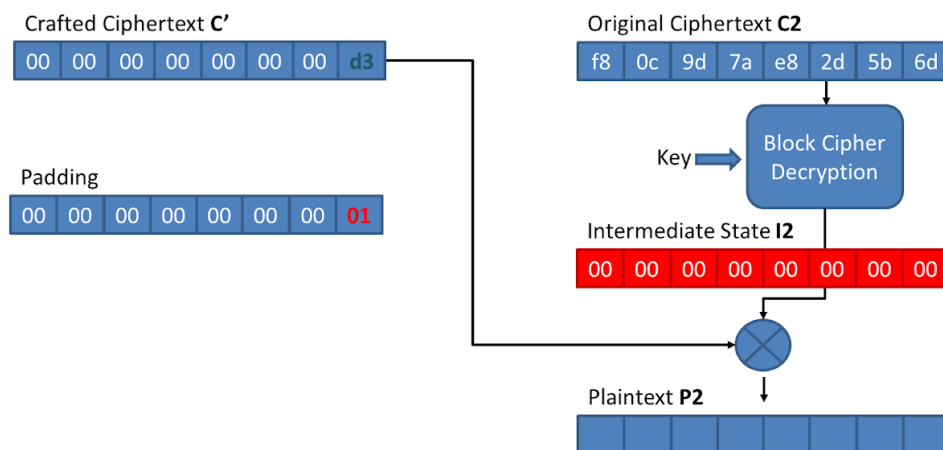 Crafted Ciphertext C’
00 00 00 00 00 00 00 d3
Padding
00 00 00 00 00 00 00 01
Original Ciphertext C2
f8 0c 9d 7a e8 2d 5b 6d
Key
Block Cipher
Decryption
Intermediate State I2
00 00 00 00 00 00 00 00
Plaintext P2